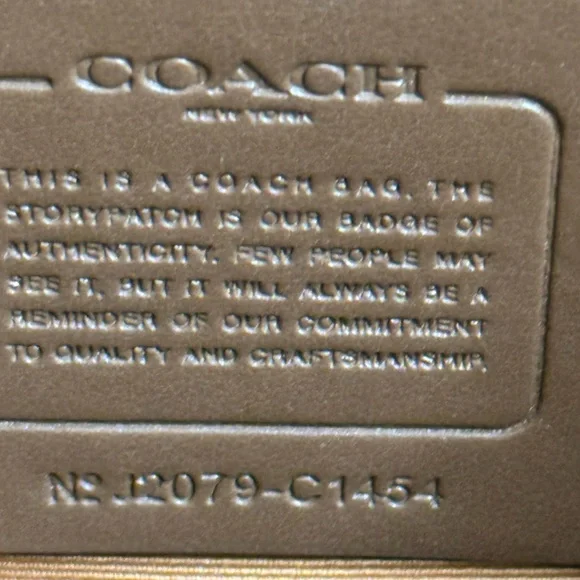 COACH
NEW YORK
THIS IS A COACH BAG. THE
STORYPATCH IS OUR BADGE OF
AUTHENTICITY. FEW PEOPLE MAY
SEE IT, BUT IT WILL ALWAYS BE A
REMINDER OF OUR COMMITMENT
TO QUALITY AND CRAFTSMANSHIP.
Nº J2079-C1454